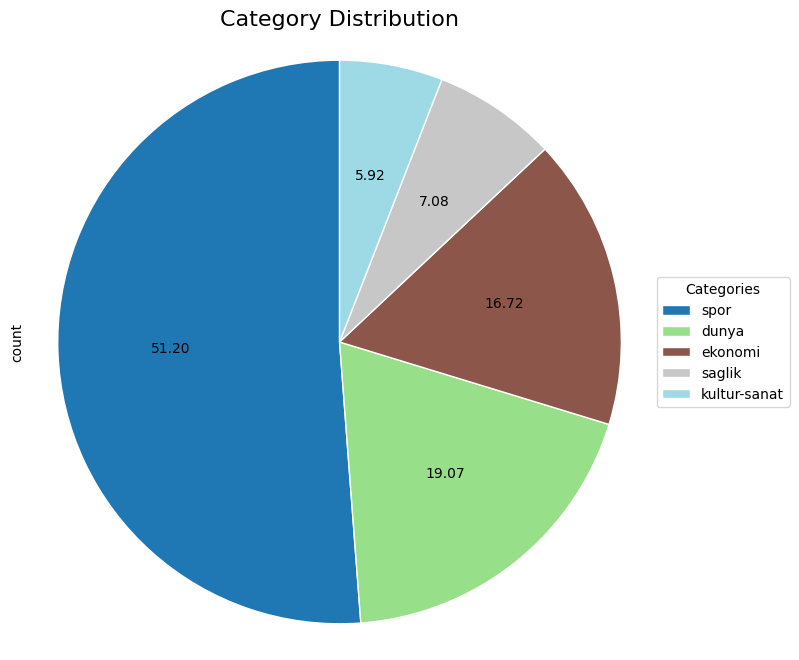 Category Distribution
5.92
7.08
16.72
51.20
19.07
count
Categories
spor
dunya
ekonomi
saglik
kultur-sanat